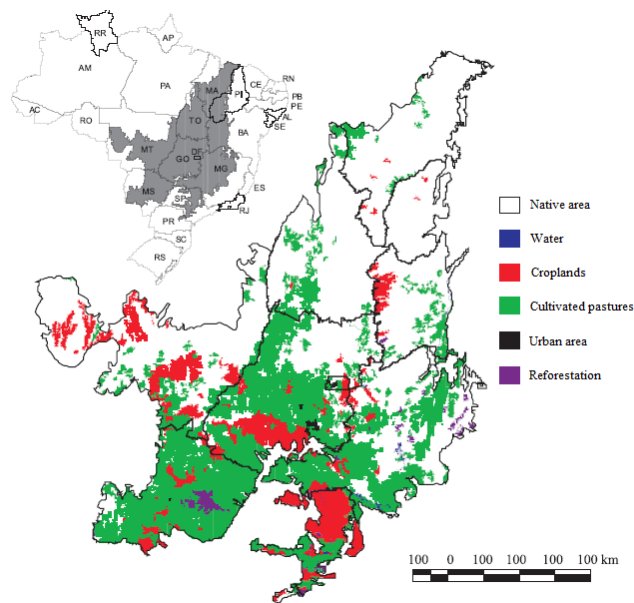 RR
AP
AM
PA
MA
CE
RN
PB
PE
PI
AL
SE
AC
RO
TO
BA
MT
DF
GO
MG
MS
ES
SP
RJ
PR
SC
RS
Native area
Water
Croplands
Cultivated pastures
Urban area
Reforestation
100 0 100 100 100 100 km